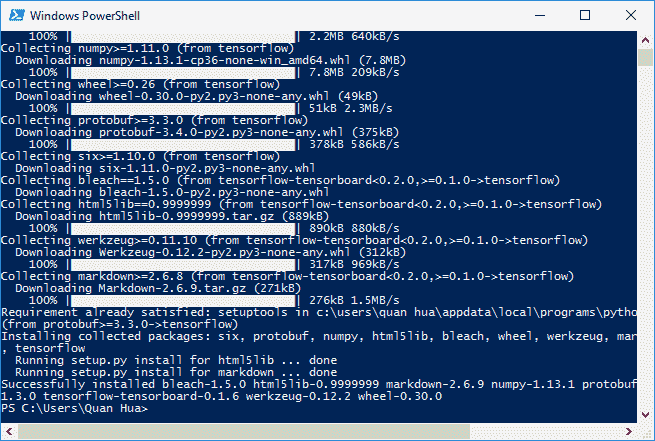 Windows PowerShell
100% || 2.2MB 640kB/s
Collecting numpy>=1.11.0 (from tensorflow)
Downloading numpy-1.13.1-cp36-none-win_amd64.whl (7.8MB)
100% || 7.8MB 209kB/s
Collecting wheel>=0.26 (from tensorflow)
Downloading wheel-0.30.0-py2.py3-none-any.whl (49kB)
100% || 51kB 2.3MB/s
Collecting protobuf>=3.3.0 (from tensorflow)
Downloading protobuf-3.4.0-py2.py3-none-any.whl (375kB)
100% || 378kB 586kB/s
Collecting six>=1.10.0 (from tensorflow)
Downloading six-1.11.0-py2.py3-none-any.whl
Collecting bleach==1.5.0 (from tensorflow-tensorboard<0.2.0,>=0.1.0->tensorflow)
Downloading bleach-1.5.0-py2.py3-none-any.whl
Collecting html5lib==0.9999999 (from tensorflow-tensorboard<0.2.0,>=0.1.0->tensorflow)
Downloading html5lib-0.9999999.tar.gz (889kB)
100% || 890kB 880kB/s
Collecting werkzeug>=0.11.10 (from tensorflow-tensorboard<0.2.0,>=0.1.0->tensorflow)
Downloading Werkzeug-0.12.2-py2.py3-none-any.whl (312kB)
100% || 317kB 969kB/s
Collecting markdown>=2.6.8 (from tensorflow-tensorboard<0.2.0,>=0.1.0->tensorflow)
Downloading Markdown-2.6.9.tar.gz (271kB)
100% || 276kB 1.5MB/s
Requirement already satisfied: setuptools in c:\users\quan hua\appdata\local\programs\pytho
(from protobuf>=3.3.0->tensorflow)
Installing collected packages: six, protobuf, numpy, html5lib, bleach, wheel, werkzeug, mar
, tensorflow
Running setup.py install for html5lib ... done
Running setup.py install for markdown ... done
Successfully installed bleach-1.5.0 html5lib-0.9999999 markdown-2.6.9 numpy-1.13.1 protobuf
1.3.0 tensorflow-tensorboard-0.1.6 werkzeug-0.12.2 wheel-0.30.0
PS C:\Users\Quan Hua>